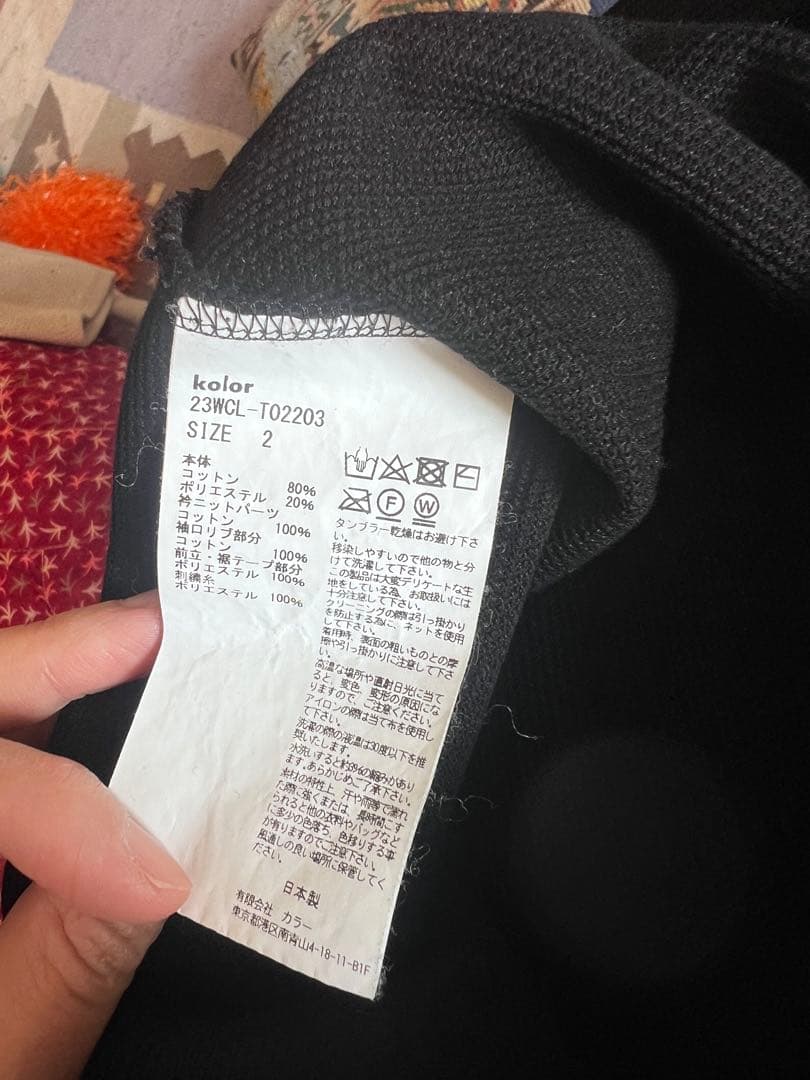 kolor
23WCL-T02203
SIZE 2
本体
コットン 80%
ポリエステル 20%
衿ニットパーツ
コットン 100%
袖口リブ部分
コットン 100%
前立・裾テープ部分
ポリエステル 100%
刺繍糸
ポリエステル 100%
F W
タンブラー乾燥はお避け下さ
い。
移染しやすいので他の物と分
けて洗濯して下さい。
この製品は大変デリケートな生
地をしている為、お取扱いには
十分注意して下さい。
クリーニングの際は引っ掛かり
を防止する為に、ネットを使用
して下さい。
着用時、表面の粗いものとの摩
擦や引っ掛かりに注意して下さ
い。
高温な場所や直射日光に当て
ると、変色、変形の原因にな
りますので、ご注意ください。
アイロンの際は当て布を使用し
て下さい。
洗濯の際の液温は30度以下を推
奨いたします。
水洗いすると約3%の縮みがあり
ます。あらかじめご了承下さい。
素材の特性上、汗や雨等で濡れ
た際に強くまたは、長時間こす
られると他の衣料やバッグなど
に多少の色落ち、色移りする事
が有りますのでご注意下さい。
風通しの良い場所に保管してく
ださい。
日本製
有限会社 カラー
東京都港区南青山4-18-11-B1F